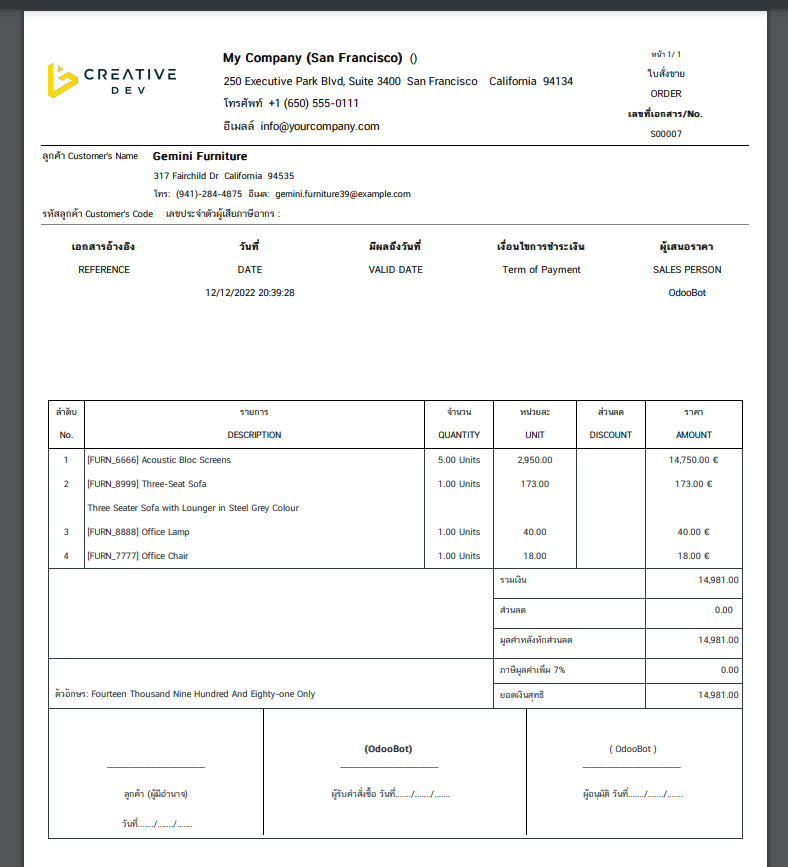 CREATIVE
DEV
My Company (San Francisco) ()
250 Executive Park Blvd, Suite 3400 San Francisco California 94134
โทรศัพท์ +1 (650) 555-0111
อีเมลล์ info@yourcompany.com
หน้า 1/ 1
ใบสั่งขาย
ORDER
เลขที่เอกสาร/No.
S00007
ลูกค้า Customer's Name Gemini Furniture
317 Fairchild Dr California 94535
โทร: (941)-284-4875 อีเมล: gemini.furniture39@example.com
รหัสลูกค้า Customer's Code เลขประจำตัวผู้เสียภาษีอากร :
เอกสารอ้างอิง วันที่ มีผลถึงวันที่ เงื่อนไขการชำระเงิน ผู้เสนอราคา
REFERENCE DATE VALID DATE Term of Payment SALES PERSON
12/12/2022 20:39:28 OdooBot
ลำดับ รายการ จำนวน หน่วยละ ส่วนลด ราคา
No. DESCRIPTION QUANTITY UNIT DISCOUNT AMOUNT
1 [FURN_6666] Acoustic Bloc Screens 5.00 Units 2,950.00 14,750.00 €
2 [FURN_8999] Three-Seat Sofa 1.00 Units 173.00 173.00 €
Three Seater Sofa with Lounger in Steel Grey Colour
3 [FURN_8888] Office Lamp 1.00 Units 40.00 40.00 €
4 [FURN_7777] Office Chair 1.00 Units 18.00 18.00 €
รวมเงิน 14,981.00
ส่วนลด 0.00
มูลค่าหลังหักส่วนลด 14,981.00
ภาษีมูลค่าเพิ่ม 7% 0.00
ตัวอักษร: Fourteen Thousand Nine Hundred And Eighty-one Only ยอดเงินสุทธิ 14,981.00
(OdooBot) ( OdooBot )
ลูกค้า (ผู้มีอำนาจ) ผู้รับคำสั่งซื้อ วันที่......./......./....... ผู้อนุมัติ วันที่......./......./.......
วันที่......./......./.......